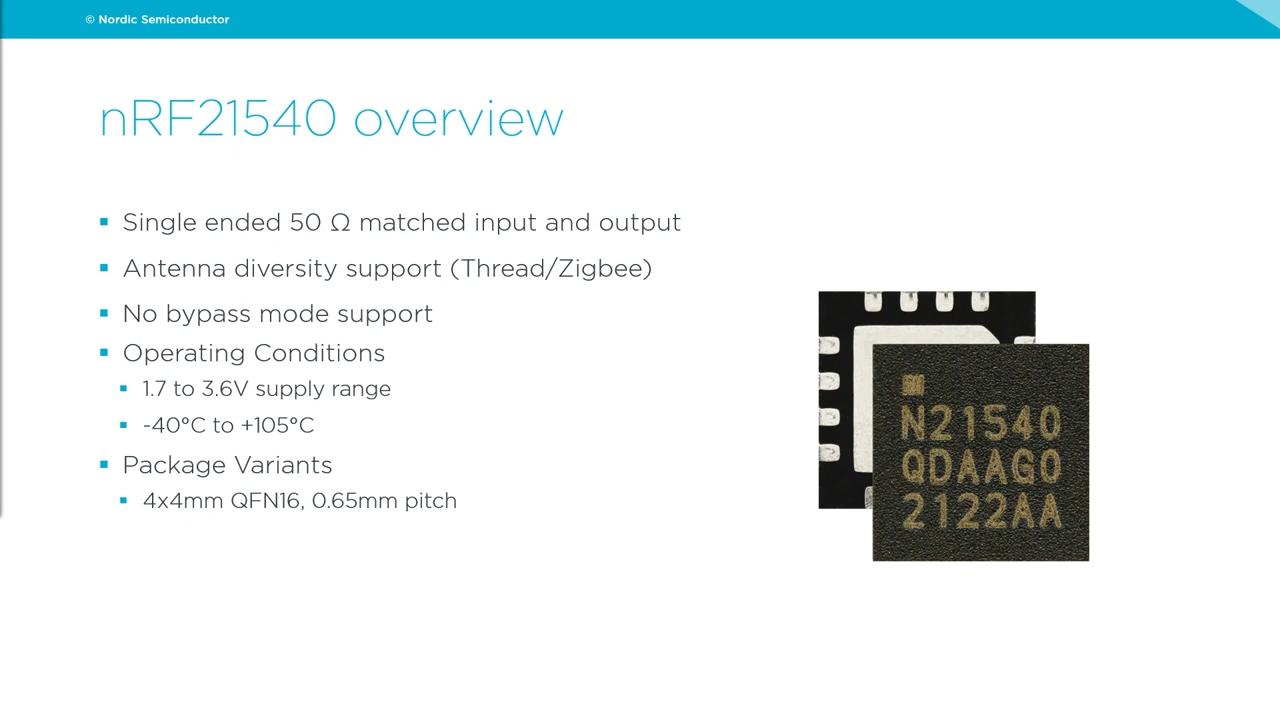 © Nordic Semiconductor
nRF21540 overview
Single ended 50 Ω matched input and output
Antenna diversity support (Thread/Zigbee)
No bypass mode support
Operating Conditions
1.7 to 3.6V supply range
-40°C to +105°C
Package Variants
4x4mm QFN16, 0.65mm pitch
N21540
QDAAG0
2122AA